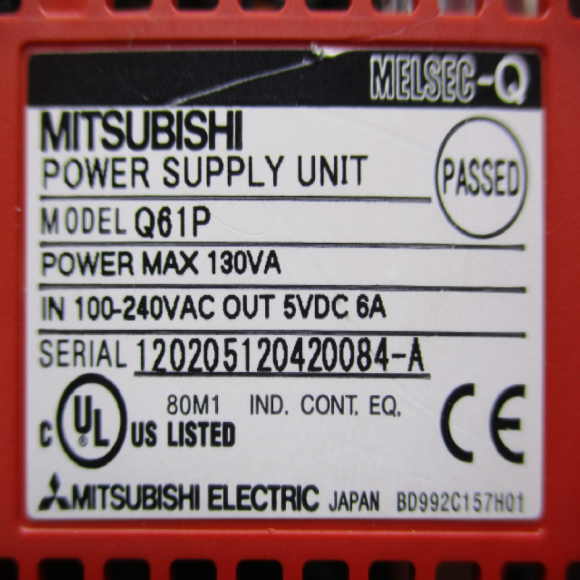 MELSEC-Q
MITSUBISHI
POWER SUPPLY UNIT
PASSED
MODEL Q61P
POWER MAX 130VA
IN 100-240VAC OUT 5VDC 6A
SERIAL 120205120420084-A
80M1 IND. CONT. EQ.
C UL US LISTED
CE
MITSUBISHI ELECTRIC JAPAN BD992C157H01